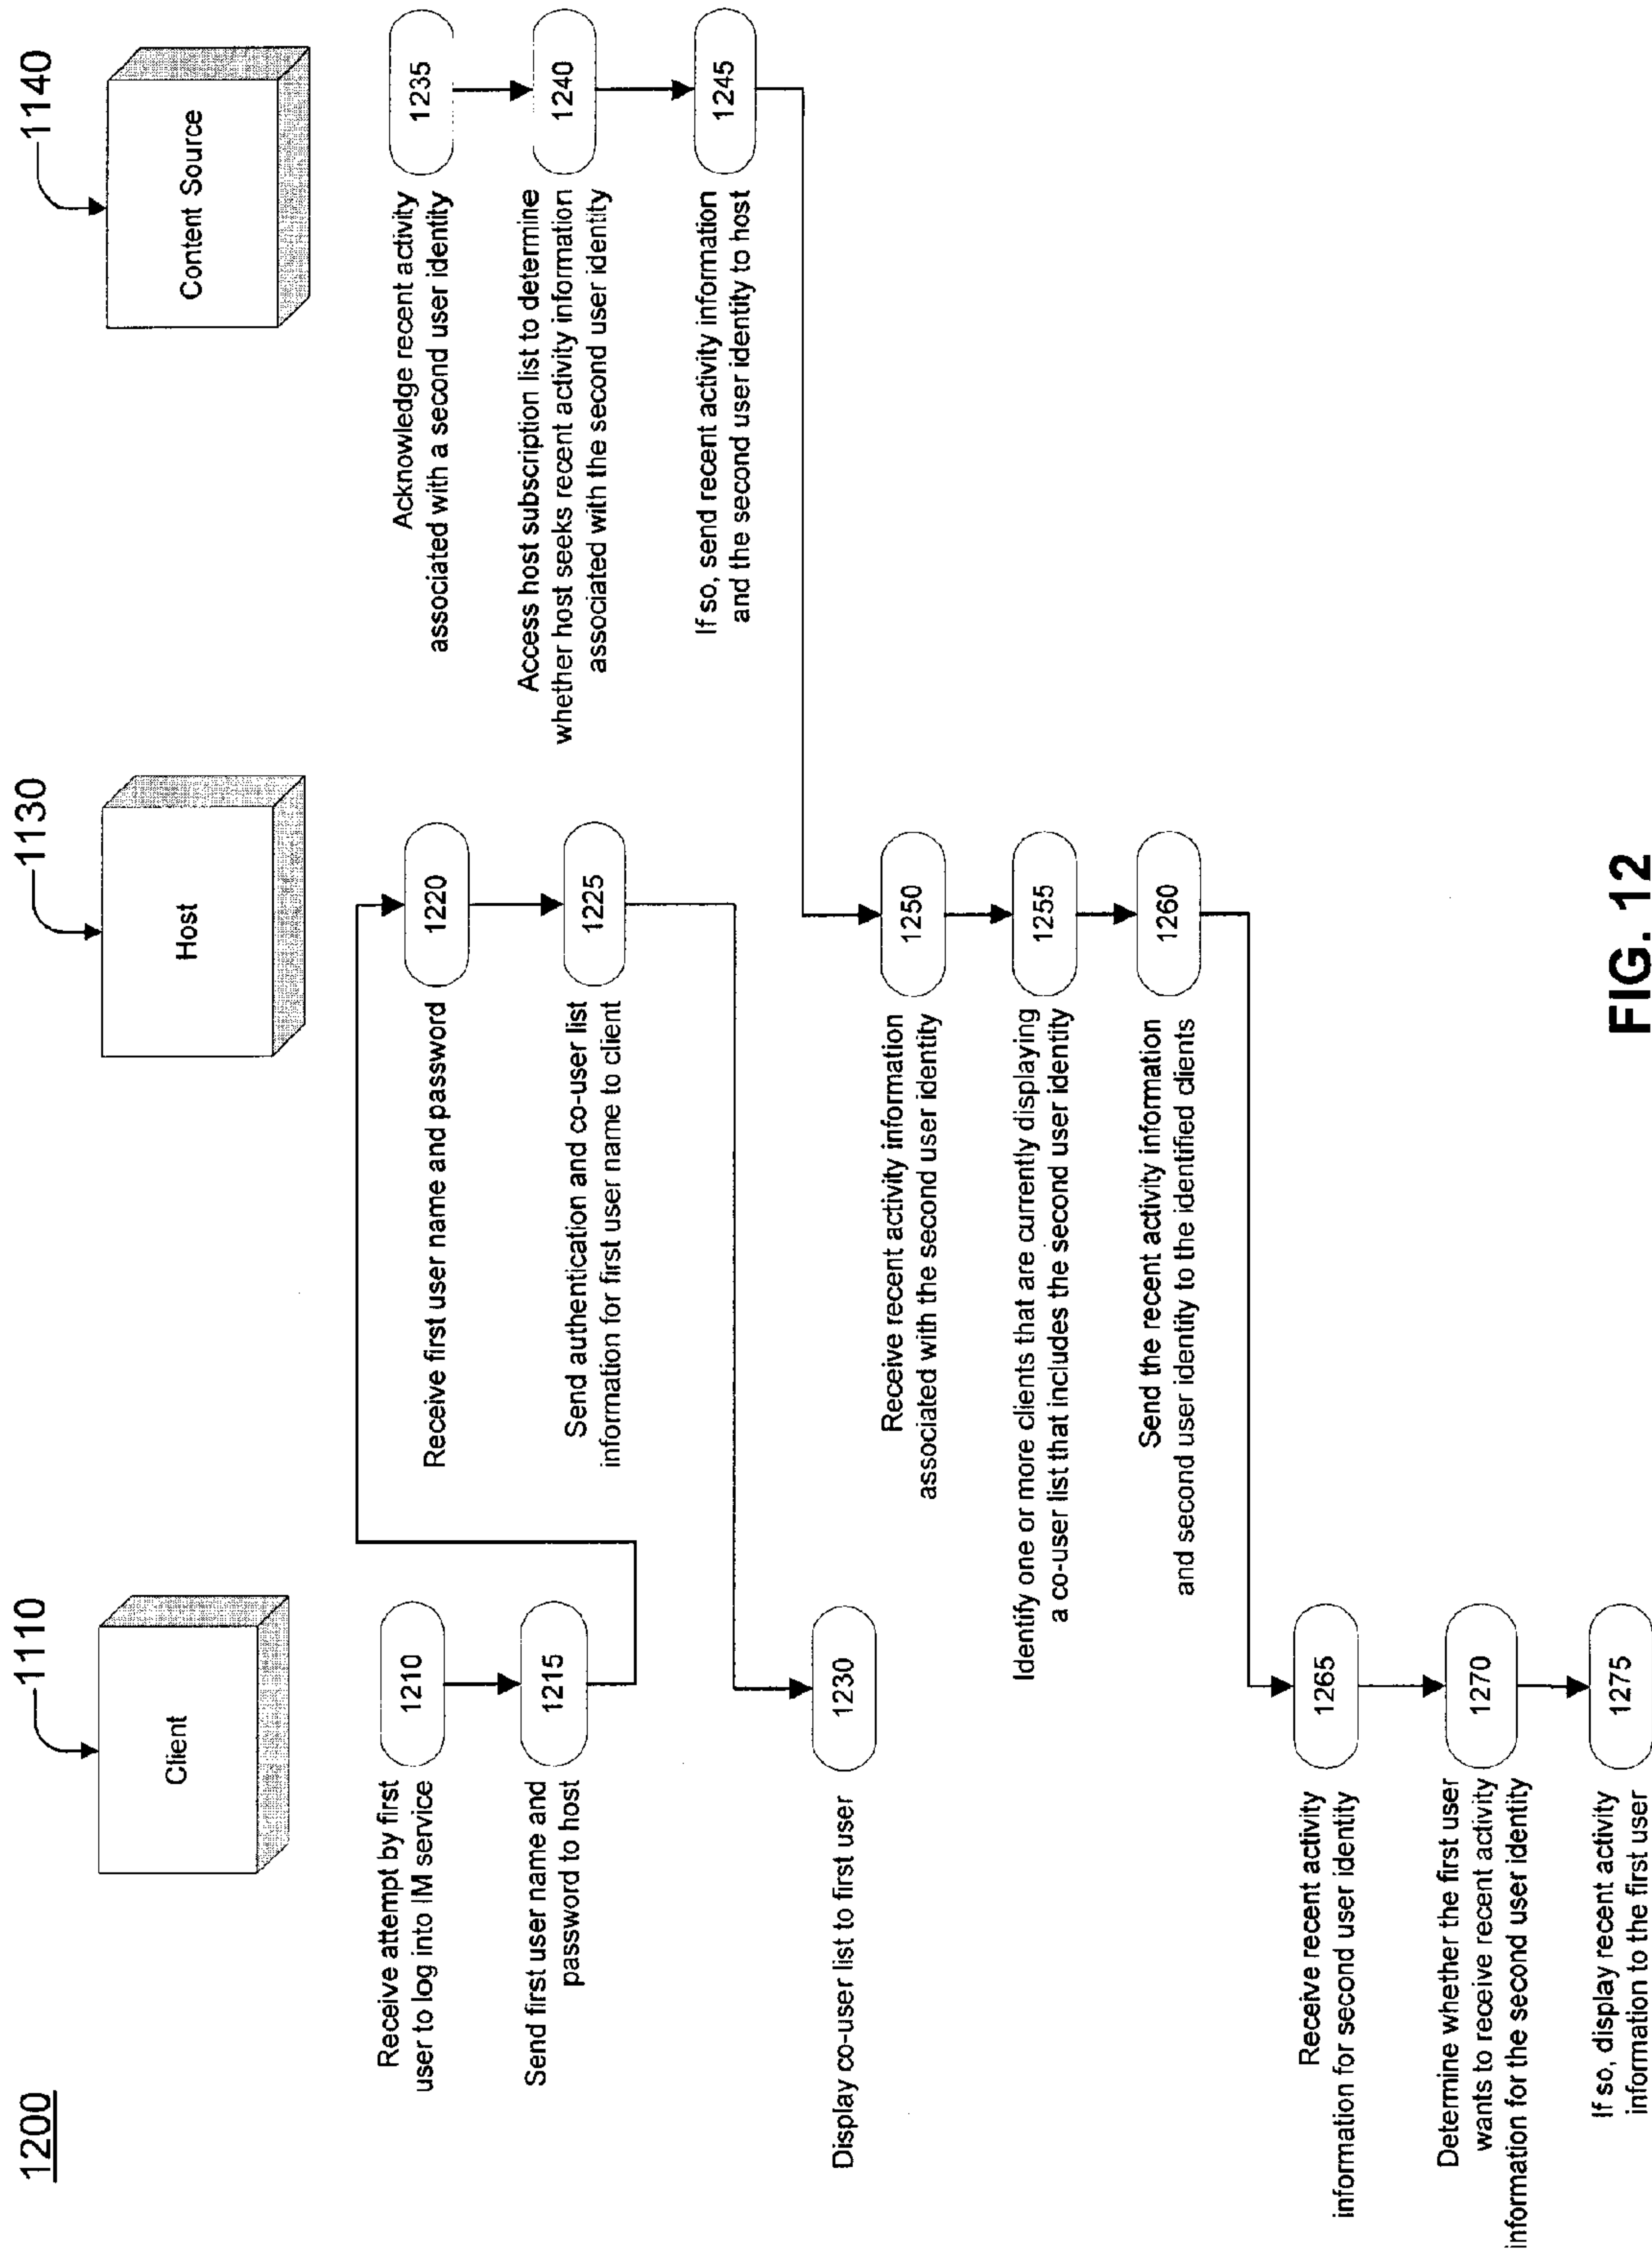 1200
1110
Client
1130
Host
1140
Content Source
Receive attempt by first
user to log into IM service
1210
Send first user name and
password to host
1215
Receive first user name and password
1220
Send authentication and co-user list
information for first user name to client
1225
Display co-user list to first user
1230
Acknowledge recent activity
associated with a second user identity
1235
Access host subscription list to determine
whether host seeks recent activity information
associated with the second user identity
1240
If so, send recent activity information
and the second user identity to host
1245
Receive recent activity information
associated with the second user identity
1250
Identify one or more clients that are currently displaying
a co-user list that includes the second user identity
1255
Send the recent activity information
and second user identity to the identified clients
1260
Receive recent activity
information for second user identity
1265
Determine whether the first user
wants to receive recent activity
information for the second user identity
1270
If so, display recent activity
information to the first user
1275
FIG. 12